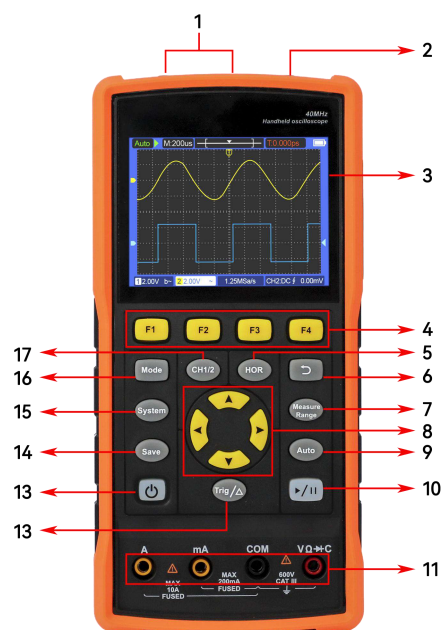 1
2
40MHz
Handheld oscilloscope
Auto M:200us T T:0.000ps
3
1 2.00V 2 2.00V 1.25MSa/s CH2:DC 0.00mV
F1 F2 F3 F4
4
17
5
Mode CH1/2 HOR
16
6
System Measure
Range
15
7
8
Save Auto
14
9
13
10
Trig/△
13
A mA COM VΩ C
11
MAX
10A
FUSED
MAX
200mA
FUSED
600V
CAT III